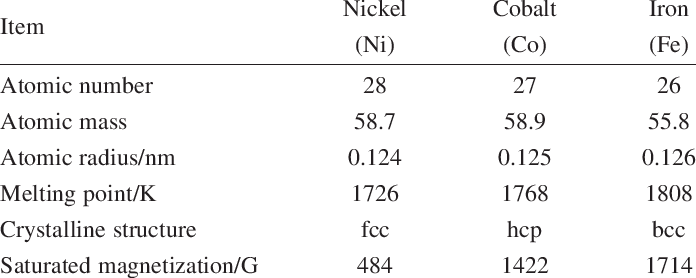 Item Nickel (Ni) Cobalt (Co) Iron (Fe)
Atomic number 28 27 26
Atomic mass 58.7 58.9 55.8
Atomic radius/nm 0.124 0.125 0.126
Melting point/K 1726 1768 1808
Crystalline structure fcc hcp bcc
Saturated magnetization/G 484 1422 1714